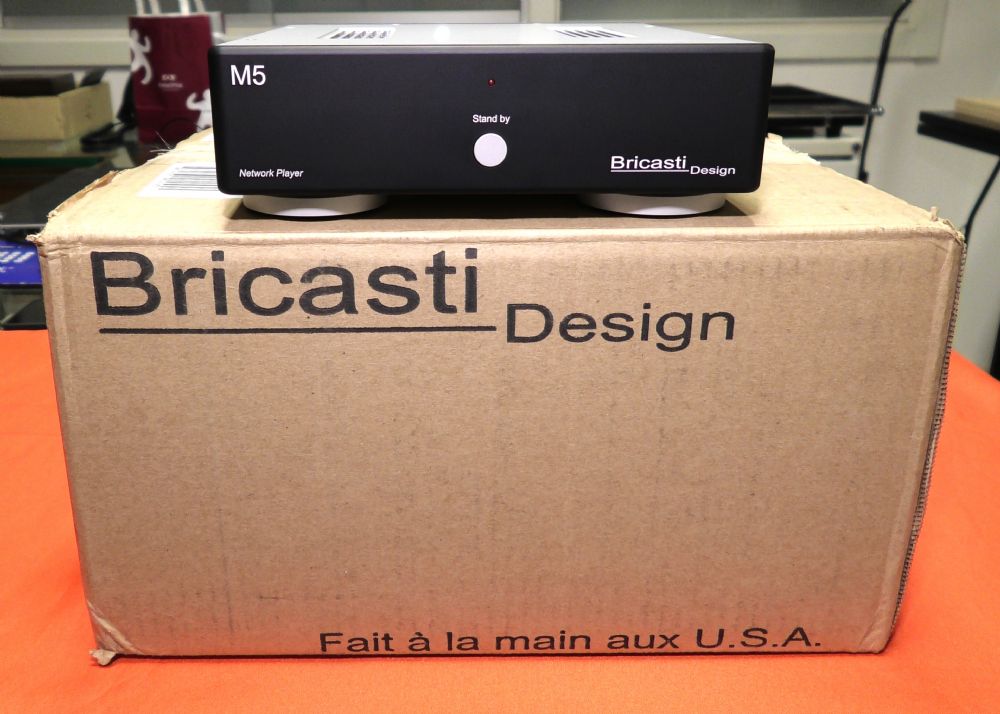 M5
Stand by
Network Player
Bricasti Design
Bricasti Design
Fait à la main aux U.S.A.